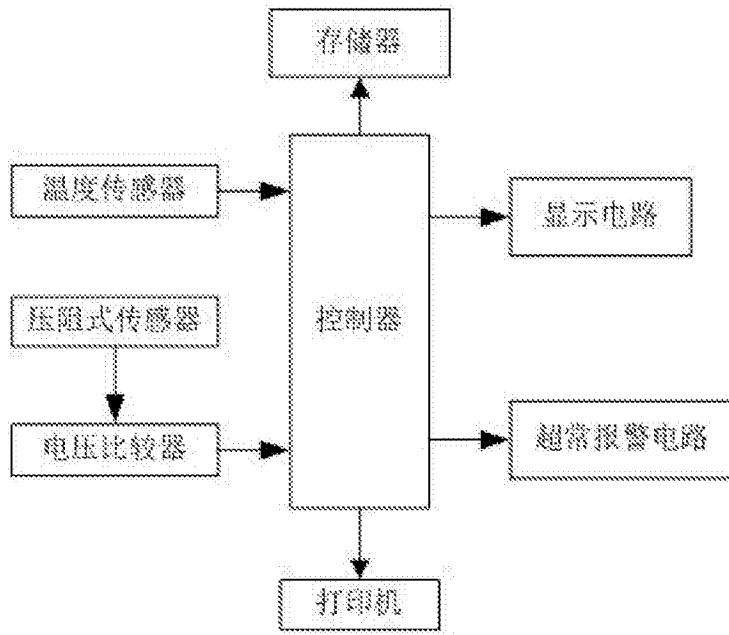 存储器
温度传感器
显示电路
压阻式传感器
控制器
电压比较器
超常报警电路
打印机